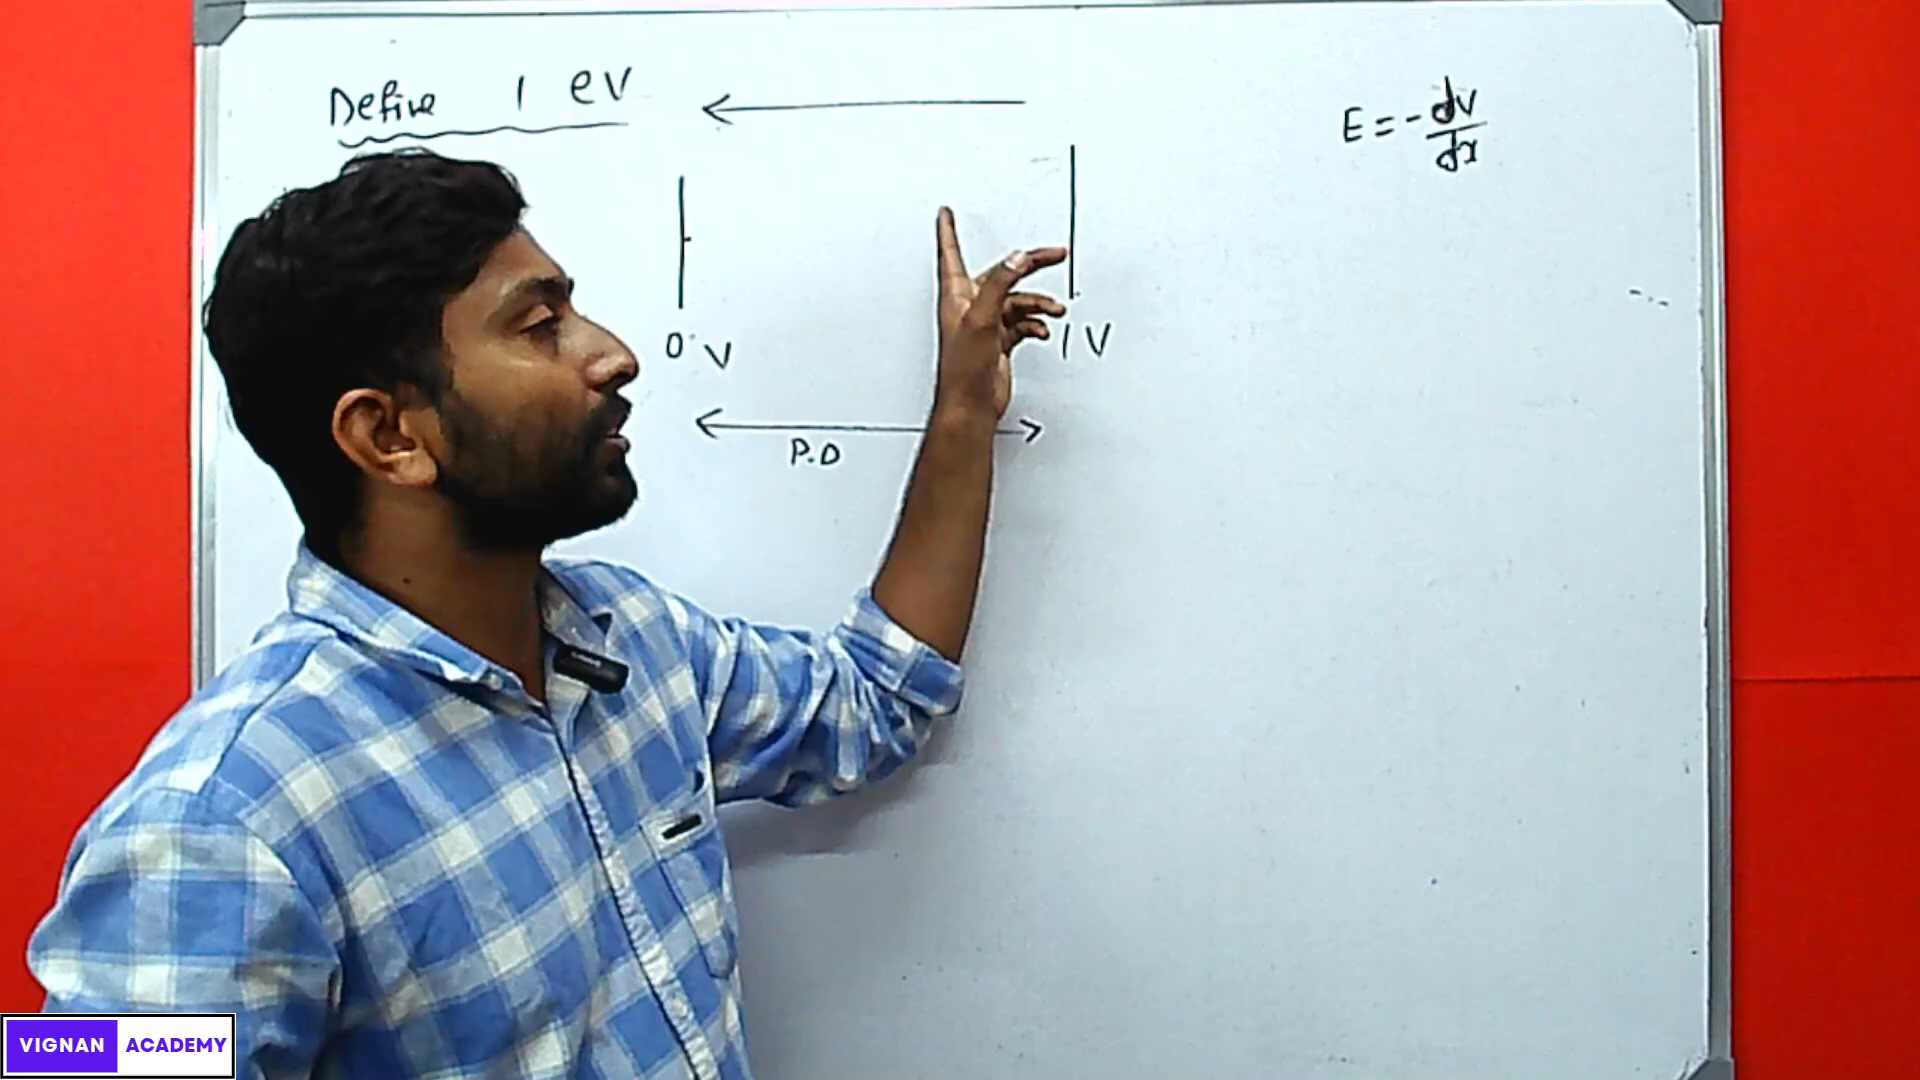 Define 1 eV
E = - dV/dx
0 V
1 V
P.D
VIGNAN ACADEMY